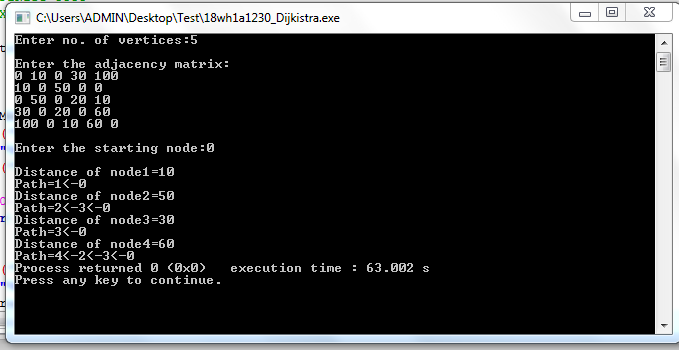 C:\Users\ADMIN\Desktop\Test\18wh1a1230_Dijkistra.exe
Enter no. of vertices:5
Enter the adjacency matrix:
0 10 0 30 100
10 0 50 0 0
0 50 0 20 10
30 0 20 0 60
100 0 10 60 0
Enter the starting node:0
Distance of node1=10
Path=1<-0
Distance of node2=50
Path=2<-3<-0
Distance of node3=30
Path=3<-0
Distance of node4=60
Path=4<-2<-3<-0
Process returned 0 (0x0)   execution time : 63.002 s
Press any key to continue.